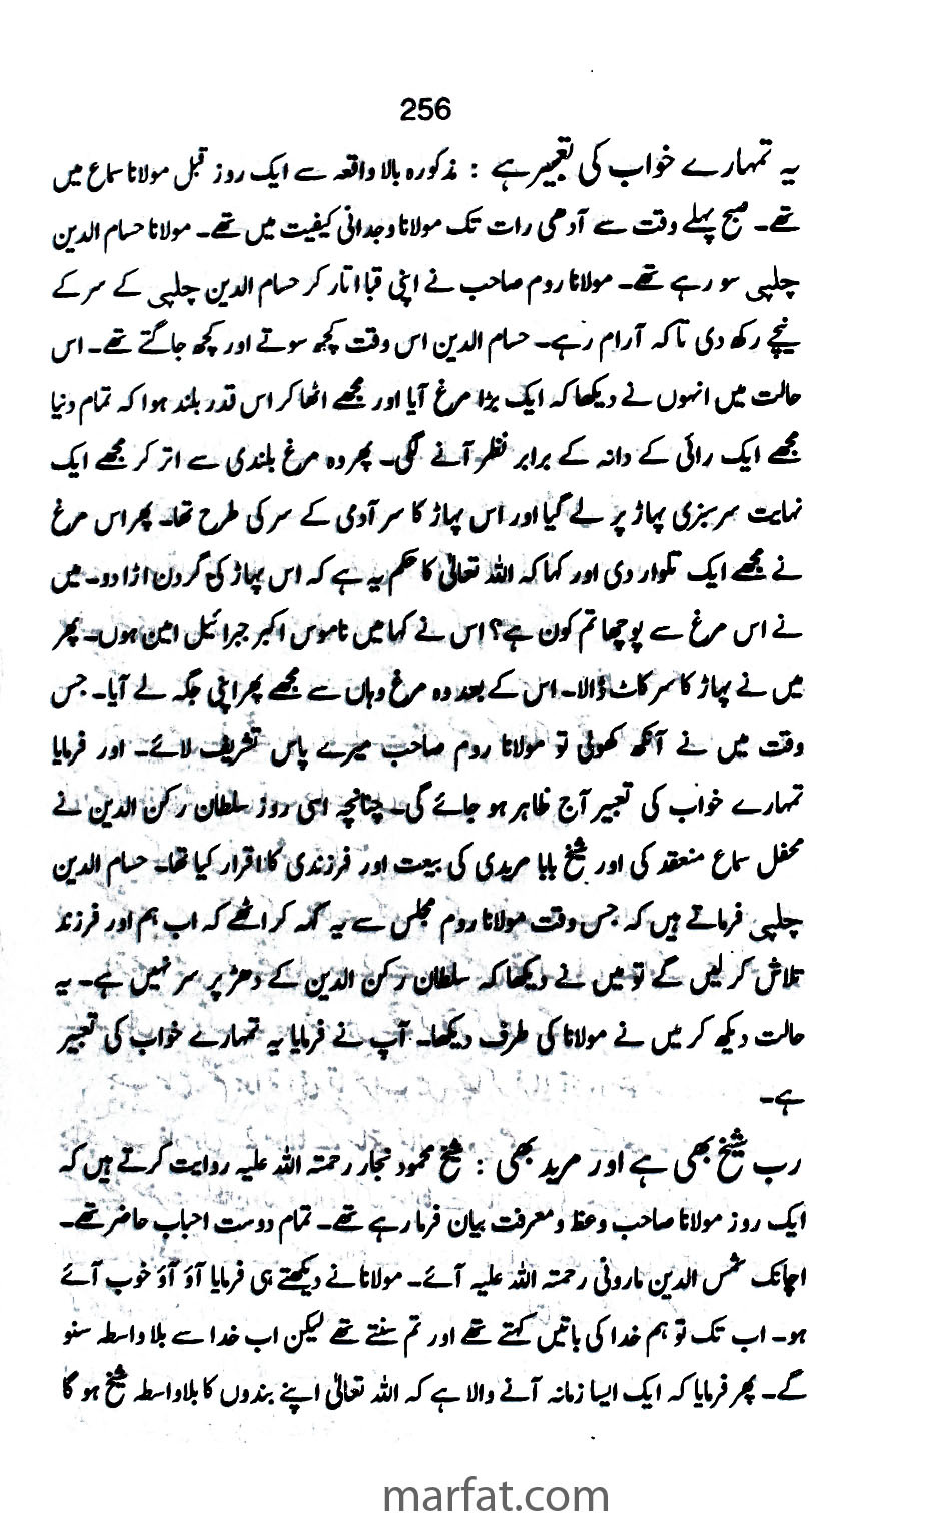 256
یہ تمہارے خواب کی تعبیر ہے : مذکورہ بالا واقعہ سے ایک روز قبل مولانا سماع میں
تھے۔ صبح پہلے وقت سے آدھی رات تک مولانا وجدانی کیفیت میں تھے۔ مولانا حسام الدین
چلپی سو رہے تھے۔ مولانا روم صاحب نے اپنی قبا اتار کر حسام الدین چلپی کے سر کے
نیچے رکھ دی تاکہ آرام رہے۔ حسام الدین اس وقت کچھ سوتے اور کچھ جاگتے تھے۔ اس
حالت میں انہوں نے دیکھا کہ ایک بڑا مرغ آیا اور مجھے اٹھا کر اس قدر بلند ہوا کہ تمام دنیا
مجھے ایک رائی کے دانہ کے برابر نظر آنے لگی۔ پھر وہ مرغ بلندی سے اتر کر مجھے ایک
نہایت سرسبزی پہاڑ پر لے گیا اور اس پہاڑ کا سر آدمی کے سر کی طرح تھا۔ پھر اس مرغ
نے مجھے ایک تلوار دی اور کہا کہ اللہ تعالیٰ کا حکم یہ ہے کہ اس پہاڑ کی گردن اڑا دو۔ میں
نے اس مرغ سے پوچھا تم کون ہے؟ اس نے کہا میں ناموس اکبر جبرائیل امین ہوں۔ پھر
میں نے پہاڑ کا سر کاٹ ڈالا۔ اس کے بعد وہ مرغ وہاں سے مجھے پھر اپنی جگہ لے آیا۔ جس
وقت میں نے آنکھ کھولی تو مولانا روم صاحب میرے پاس تشریف لائے۔ اور فرمایا
تمہارے خواب کی تعبیر آج ظاہر ہو جائے گی۔ چنانچہ اسی روز سلطان رکن الدین نے
محفل سماع منعقد کی اور شیخ بابا مریدی کی بیعت اور فرزندی کا اقرار کیا تھا۔ حسام الدین
چلپی فرماتے ہیں کہ جس وقت مولانا روم مجلس سے یہ کہہ کر اٹھے کہ اب ہم اور فرزند
تلاش کر لیں گے تو میں نے دیکھا کہ سلطان رکن الدین کے دھڑ پر سر نہیں ہے۔ یہ
حالت دیکھ کر میں نے مولانا کی طرف دیکھا۔ آپ نے فرمایا یہ تمہارے خواب کی تعبیر
ہے۔
رب شیخ بھی ہے اور مرید بھی : شیخ محمود نجار رحمتہ اللہ علیہ روایت کرتے ہیں کہ
ایک روز مولانا صاحب وعظ و معرفت بیان فرما رہے تھے۔ تمام دوست احباب حاضر تھے۔
اچانک شمس الدین مارونی رحمتہ اللہ علیہ آئے۔ مولانا نے دیکھتے ہی فرمایا آؤ آؤ خوب آئے
ہو۔ اب تک تو ہم خدا کی باتیں کہتے تھے اور تم سنتے تھے لیکن اب خدا سے بلا واسطہ سنو
گے۔ پھر فرمایا کہ ایک ایسا زمانہ آنے والا ہے کہ اللہ تعالیٰ اپنے بندوں کا بلاواسطہ شیخ ہو گا
marfat.com